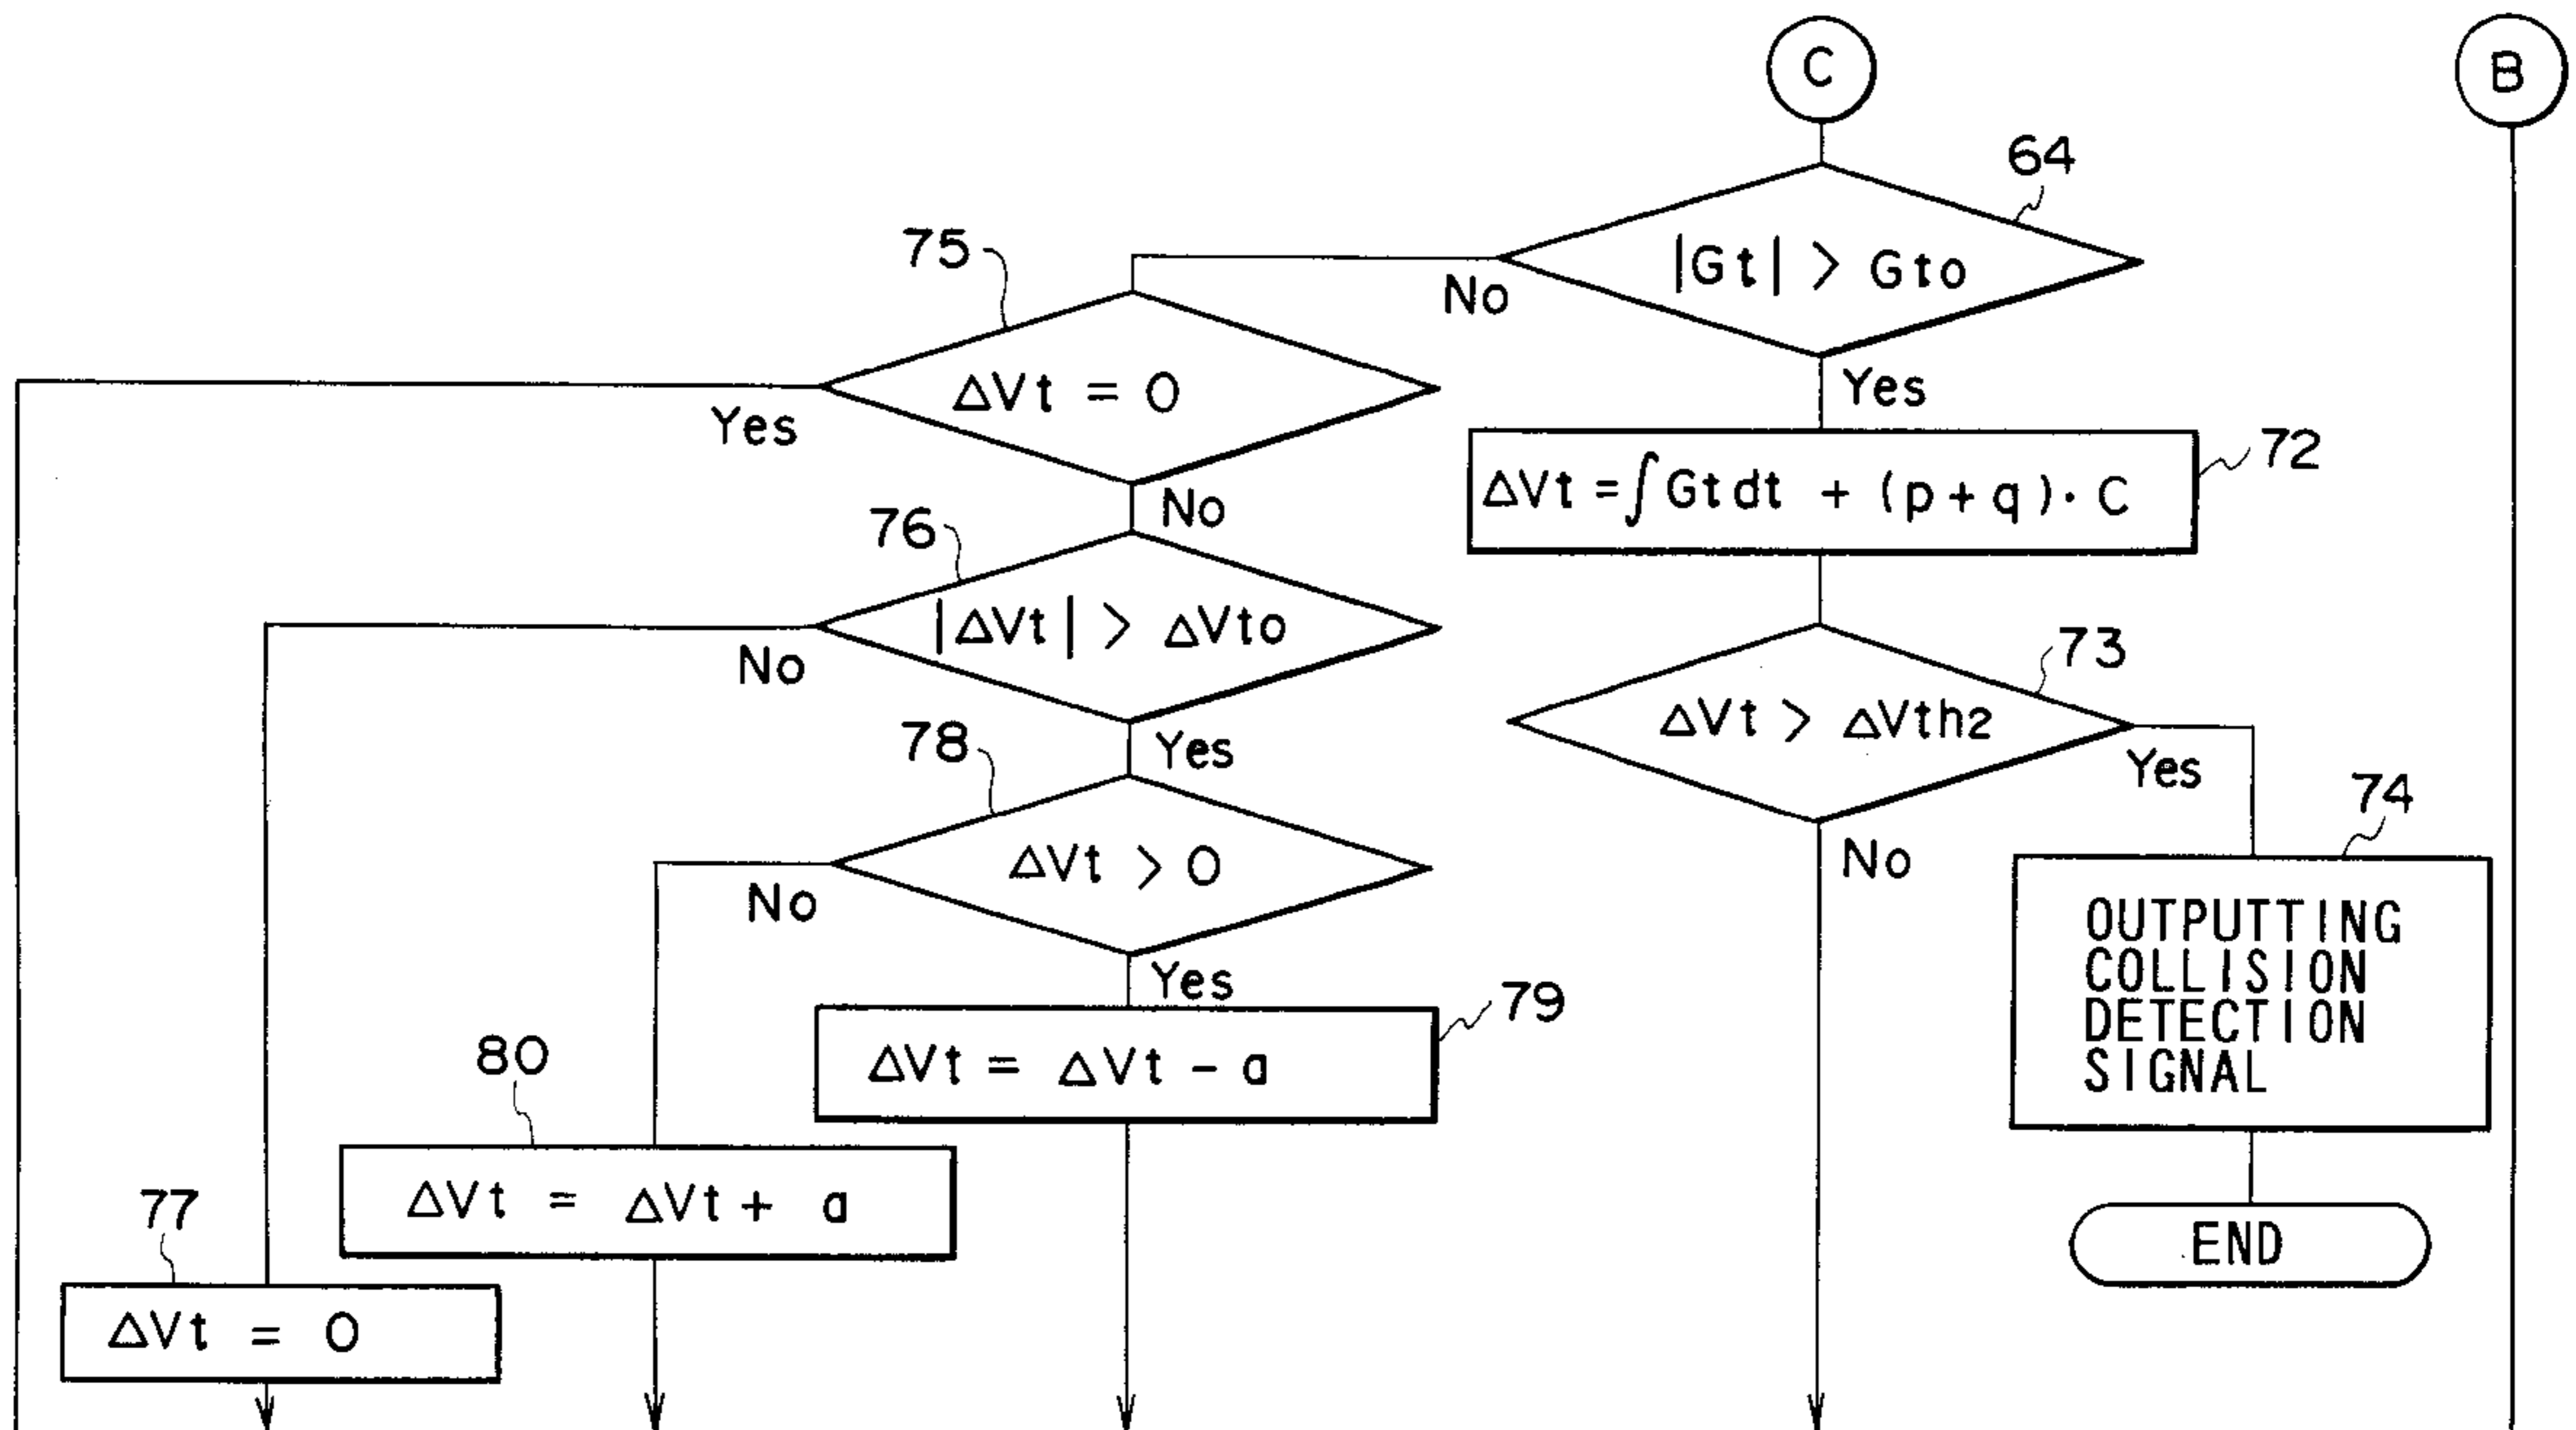 C
B
64
|Gt| > Gto
No
Yes
75
ΔVt = 0
Yes
No
72
ΔVt = ∫Gtdt + (p+q)·C
76
|ΔVt| > ΔVto
No
Yes
73
ΔVt > ΔVth2
Yes
No
78
ΔVt > 0
No
Yes
74
OUTPUTTING
COLLISION
DETECTION
SIGNAL
79
ΔVt = ΔVt - a
80
ΔVt = ΔVt + a
77
ΔVt = 0
END